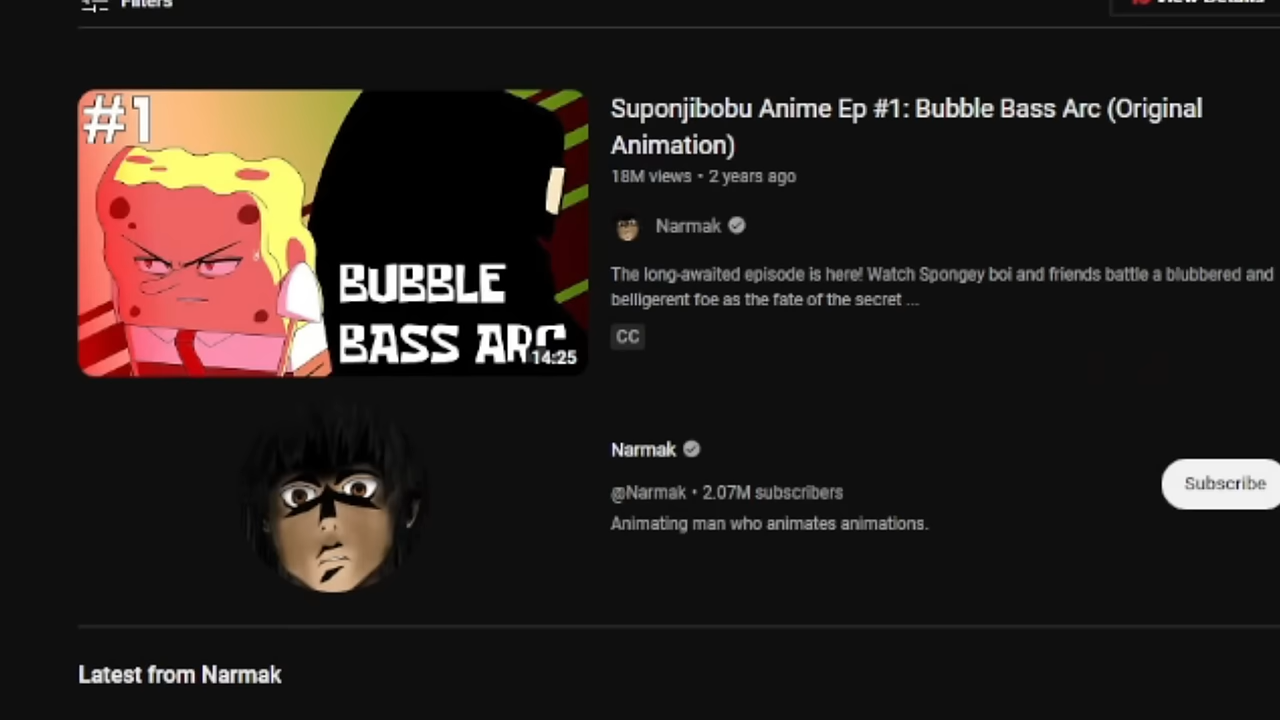 Filters
View Details
#1
BUBBLE
BASS ARC
14:25
Suponjibobu Anime Ep #1: Bubble Bass Arc (Original
Animation)
18M views • 2 years ago
Narmak
The long-awaited episode is here! Watch Spongey boi and friends battle a blubbered and
belligerent foe as the fate of the secret ...
CC
Narmak
@Narmak • 2.07M subscribers
Animating man who animates animations.
Subscribe
Latest from Narmak